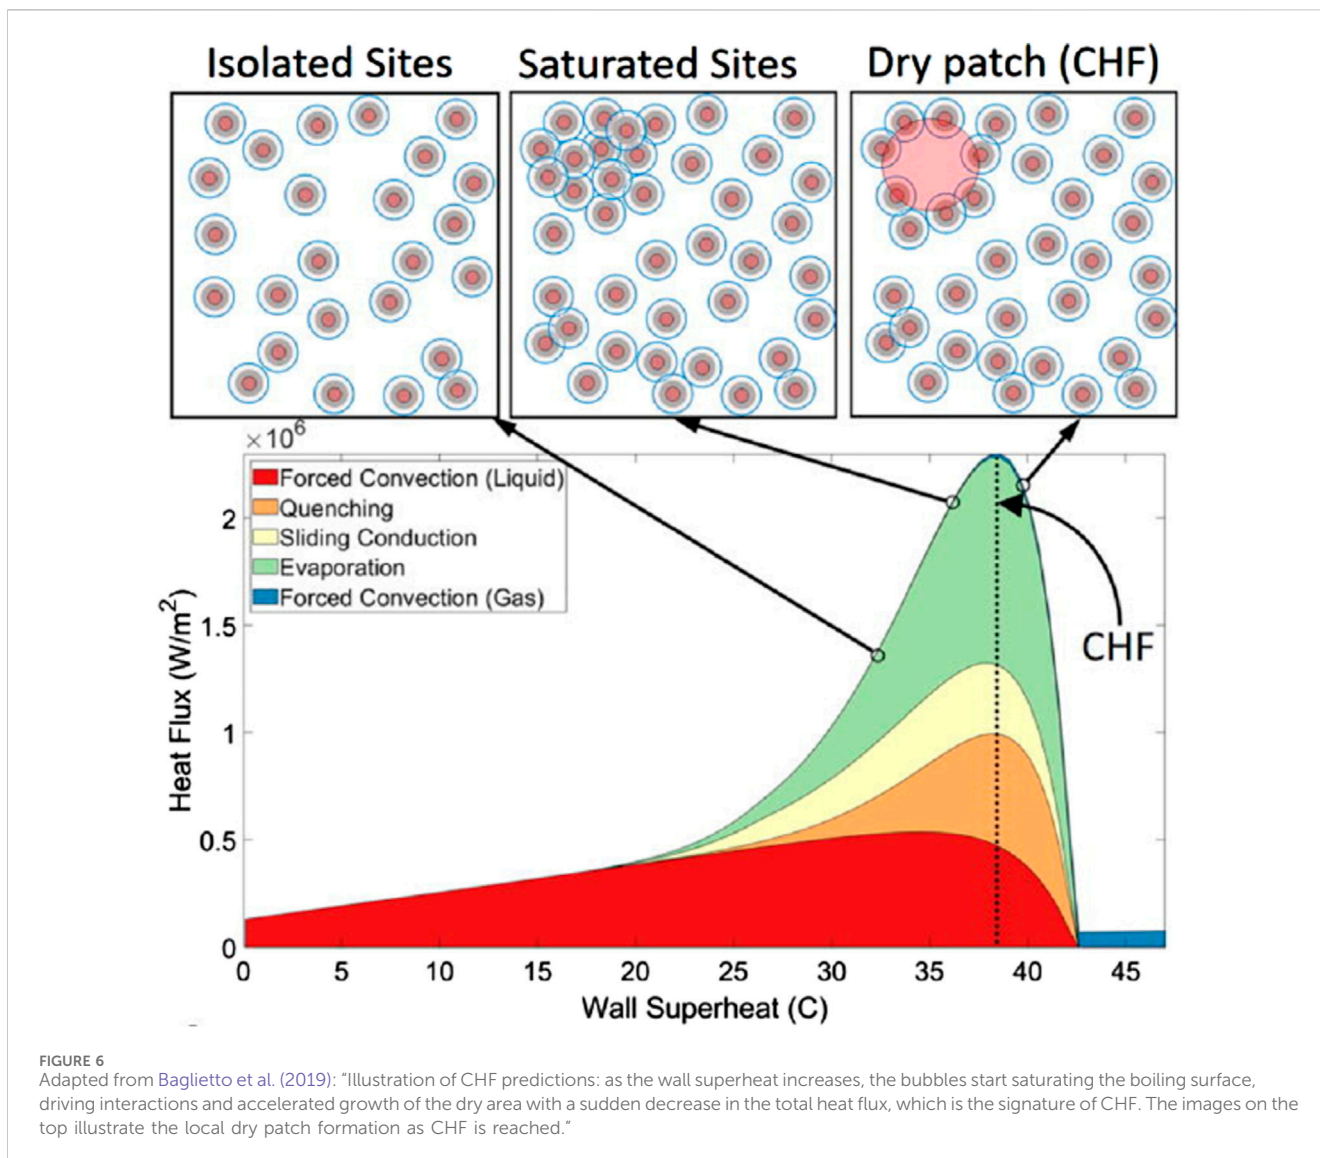 Isolated Sites
Saturated Sites
Dry patch (CHF)
×10⁶
Forced Convection (Liquid)
Quenching
Sliding Conduction
Evaporation
Forced Convection (Gas)
2
1.5
1
0.5
0
Heat Flux (W/m²)
CHF
0 5 10 15 20 25 30 35 40 45
Wall Superheat (C)
FIGURE 6
Adapted from Baglietto et al. (2019): “Illustration of CHF predictions: as the wall superheat increases, the bubbles start saturating the boiling surface,
driving interactions and accelerated growth of the dry area with a sudden decrease in the total heat flux, which is the signature of CHF. The images on the
top illustrate the local dry patch formation as CHF is reached.“